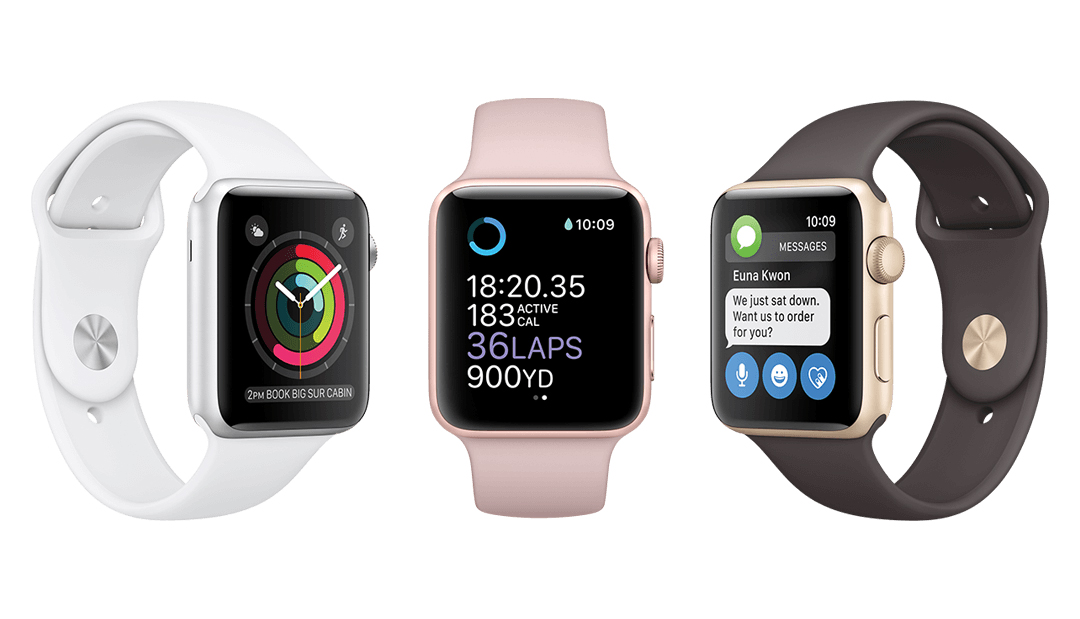 2PM BOOK BIG SUR CABIN
10:09
18:20.35
183 ACTIVE
CAL
36LAPS
900YD
10:09
MESSAGES
Euna Kwon
We just sat down.
Want us to order
for you?